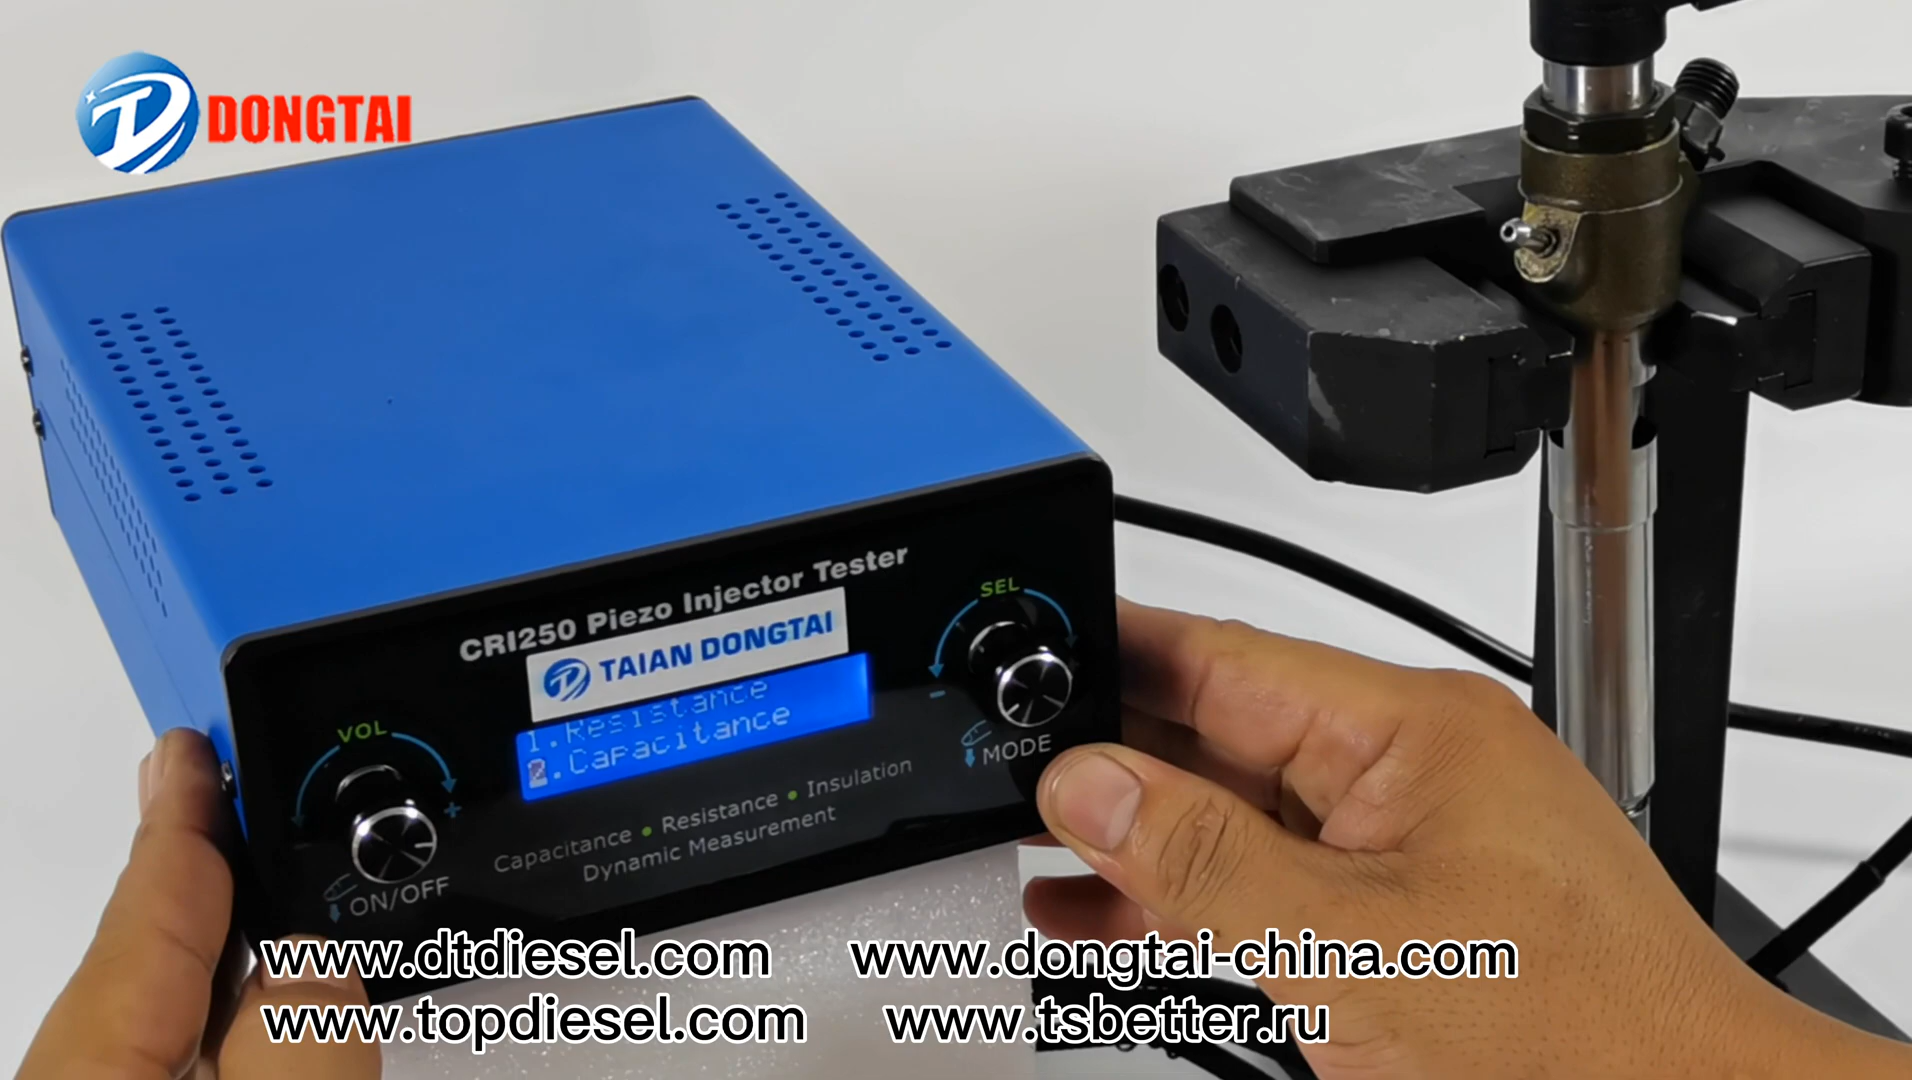 DONGTAI
CRI250 Piezo Injector Tester
TAIAN DONGTAI
1.Resistance
2.Capacitance
VOL
+
ON/OFF
SEL
-
MODE
Capacitance • Resistance • Insulation
Dynamic Measurement
www.dtdiesel.com www.dongtai-china.com
www.topdiesel.com www.tsbetter.ru